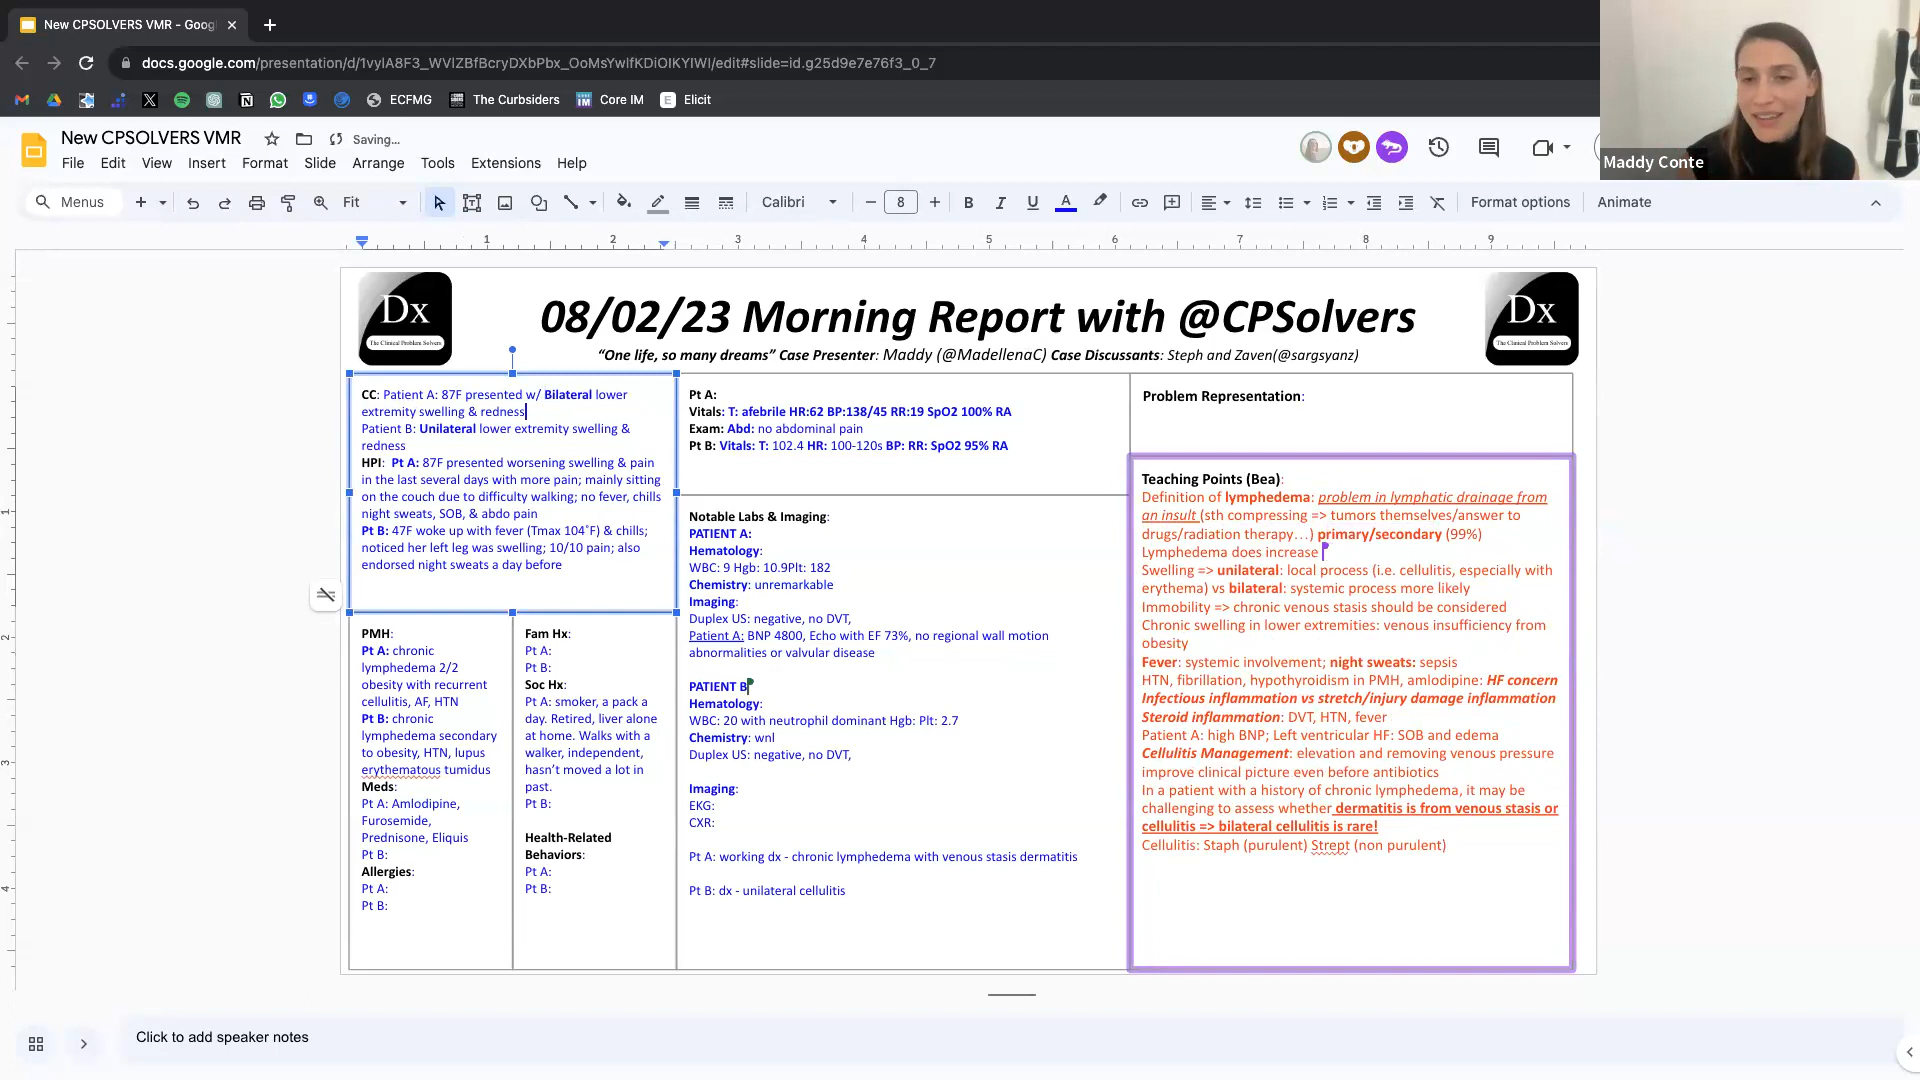 New CPSOLVERS VMR - Goog
docs.google.com/presentation/d/1vylA8F3_WVlZBfBcryDXbPbx_OoMsYwlfKDiOIKYIWI/edit#slide=id.g25d9e7e76f3_0_7
ECFMG
The Curbsiders
Core IM
Elicit
Maddy Conte
New CPSOLVERS VMR
Saving...
File Edit View Insert Format Slide Arrange Tools Extensions Help
Menus
Fit
Calibri
8
Format options
Animate
1 2 3 4 5 6 7 8 9
1
2
3
4
Dx
The Clinical Problem Solvers
08/02/23 Morning Report with @CPSolvers
“One life, so many dreams” Case Presenter: Maddy (@MadellenaC) Case Discussants: Steph and Zaven(@sargsyanz)
Dx
The Clinical Problem Solvers
CC: Patient A: 87F presented w/ Bilateral lower
extremity swelling & redness
Patient B: Unilateral lower extremity swelling &
redness
HPI: Pt A: 87F presented worsening swelling & pain
in the last several days with more pain; mainly sitting
on the couch due to difficulty walking; no fever, chills
night sweats, SOB, & abdo pain
Pt B: 47F woke up with fever (Tmax 104˚F) & chills;
noticed her left leg was swelling; 10/10 pain; also
endorsed night sweats a day before
PMH:
Pt A: chronic
lymphedema 2/2
obesity with recurrent
cellulitis, AF, HTN
Pt B: chronic
lymphedema secondary
to obesity, HTN, lupus
erythematous tumidus
Meds:
Pt A: Amlodipine,
Furosemide,
Prednisone, Eliquis
Pt B:
Allergies:
Pt A:
Pt B:
Fam Hx:
Pt A:
Pt B:
Soc Hx:
Pt A: smoker, a pack a
day. Retired, liver alone
at home. Walks with a
walker, independent,
hasn’t moved a lot in
past.
Pt B:
Health-Related
Behaviors:
Pt A:
Pt B:
Pt A:
Vitals: T: afebrile HR:62 BP:138/45 RR:19 SpO2 100% RA
Exam: Abd: no abdominal pain
Pt B: Vitals: T: 102.4 HR: 100-120s BP: RR: SpO2 95% RA
Notable Labs & Imaging:
PATIENT A:
Hematology:
WBC: 9 Hgb: 10.9Plt: 182
Chemistry: unremarkable
Imaging:
Duplex US: negative, no DVT,
Patient A: BNP 4800, Echo with EF 73%, no regional wall motion
abnormalities or valvular disease
PATIENT B
Hematology:
WBC: 20 with neutrophil dominant Hgb: Plt: 2.7
Chemistry: wnl
Duplex US: negative, no DVT,
Imaging:
EKG:
CXR:
Pt A: working dx - chronic lymphedema with venous stasis dermatitis
Pt B: dx - unilateral cellulitis
Problem Representation:
Teaching Points (Bea):
Definition of lymphedema: problem in lymphatic drainage from
an insult (sth compressing => tumors themselves/answer to
drugs/radiation therapy…) primary/secondary (99%)
Lymphedema does increase
Swelling => unilateral: local process (i.e. cellulitis, especially with
erythema) vs bilateral: systemic process more likely
Immobility => chronic venous stasis should be considered
Chronic swelling in lower extremities: venous insufficiency from
obesity
Fever: systemic involvement; night sweats: sepsis
HTN, fibrillation, hypothyroidism in PMH, amlodipine: HF concern
Infectious inflammation vs stretch/injury damage inflammation
Steroid inflammation: DVT, HTN, fever
Patient A: high BNP; Left ventricular HF: SOB and edema
Cellulitis Management: elevation and removing venous pressure
improve clinical picture even before antibiotics
In a patient with a history of chronic lymphedema, it may be
challenging to assess whether dermatitis is from venous stasis or
cellulitis => bilateral cellulitis is rare!
Cellulitis: Staph (purulent) Strept (non purulent)
Click to add speaker notes